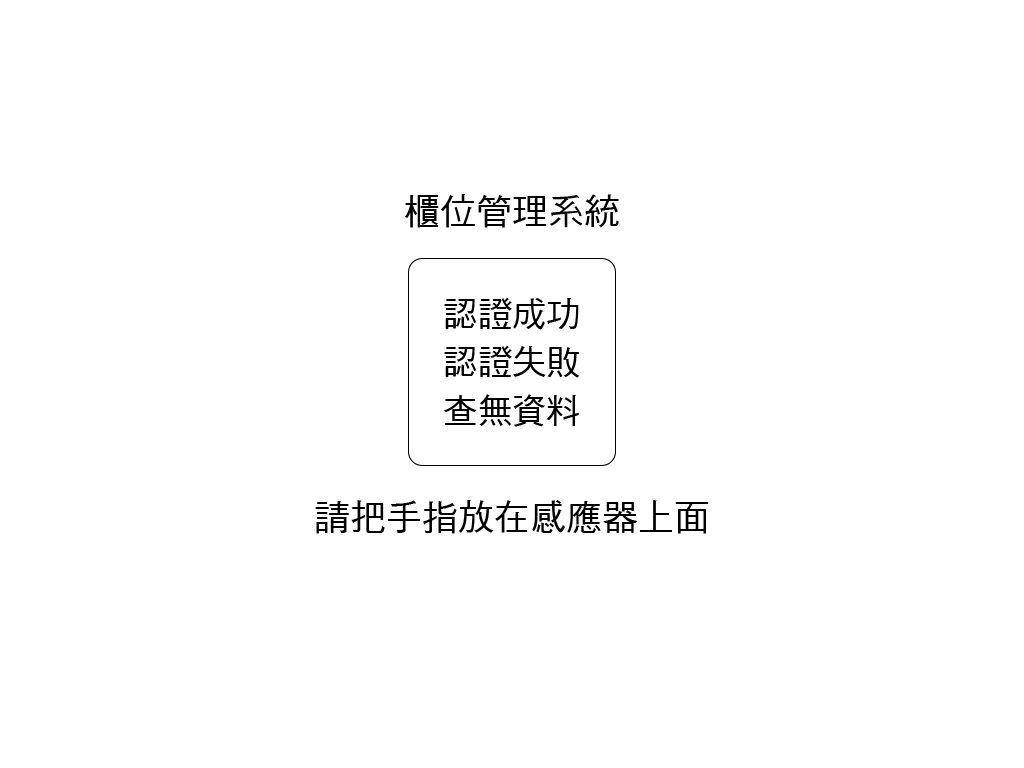 櫃位管理系統
認證成功
認證失敗
查無資料
請把手指放在感應器上面